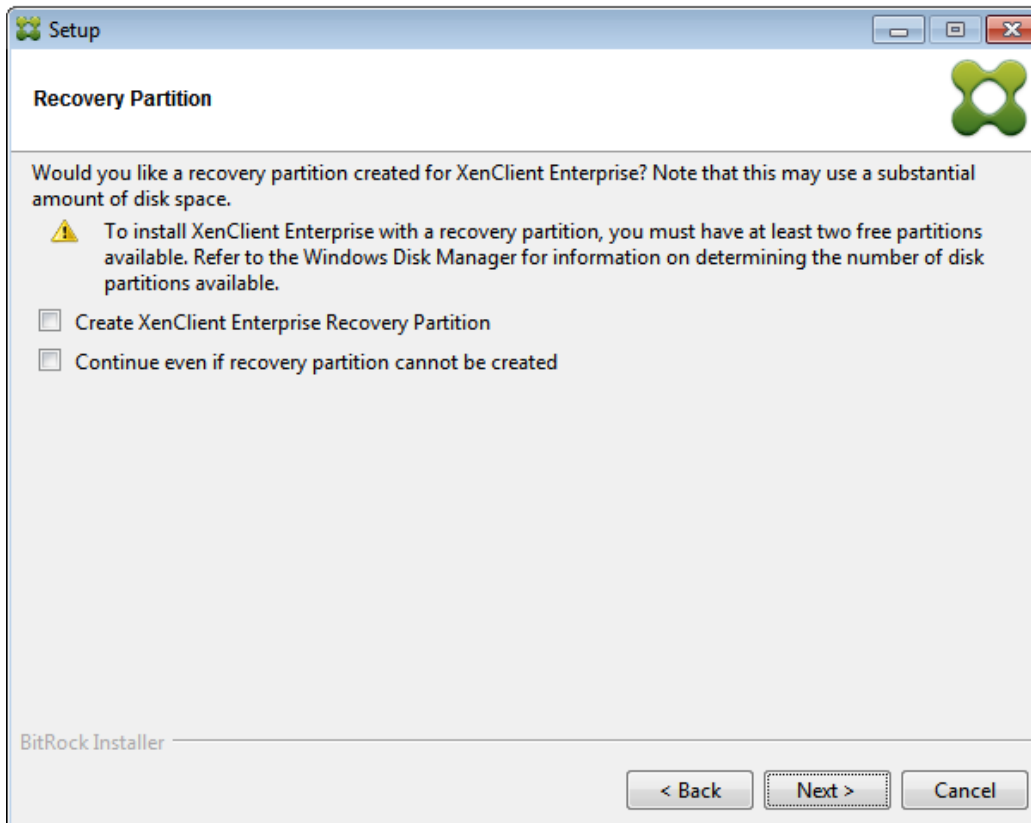 Setup
Recovery Partition
Would you like a recovery partition created for XenClient Enterprise? Note that this may use a substantial
amount of disk space.
To install XenClient Enterprise with a recovery partition, you must have at least two free partitions
available. Refer to the Windows Disk Manager for information on determining the number of disk
partitions available.
Create XenClient Enterprise Recovery Partition
Continue even if recovery partition cannot be created
BitRock Installer
< Back Next > Cancel